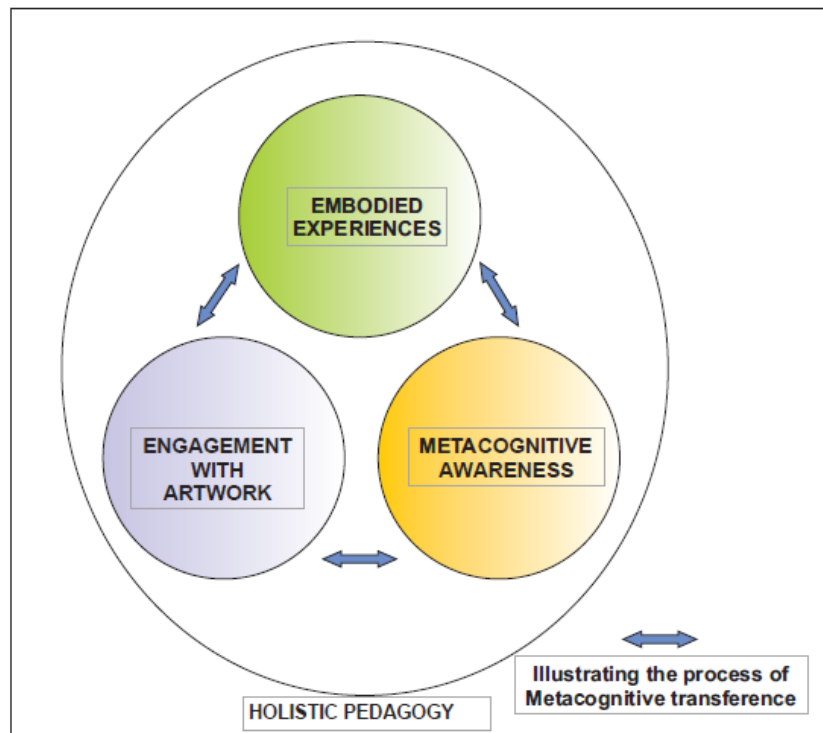 EMBODIED
EXPERIENCES
ENGAGEMENT
WITH
ARTWORK
METACOGNITIVE
AWARENESS
Illustrating the process of
Metacognitive transference
HOLISTIC PEDAGOGY